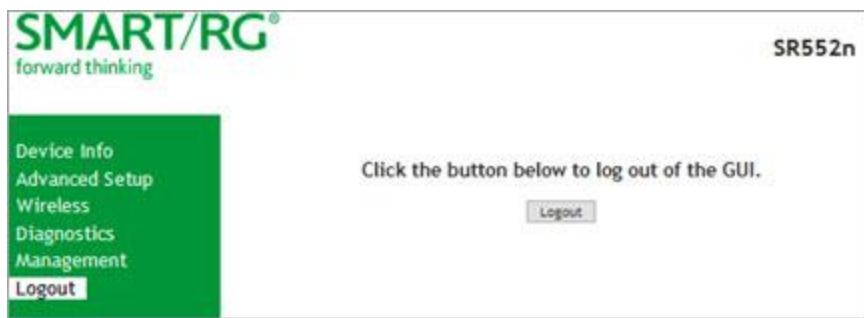 SMART/RG®
forward thinking
SR552n
Device Info
Advanced Setup
Wireless
Diagnostics
Management
Logout
Click the button below to log out of the GUI.
Logout